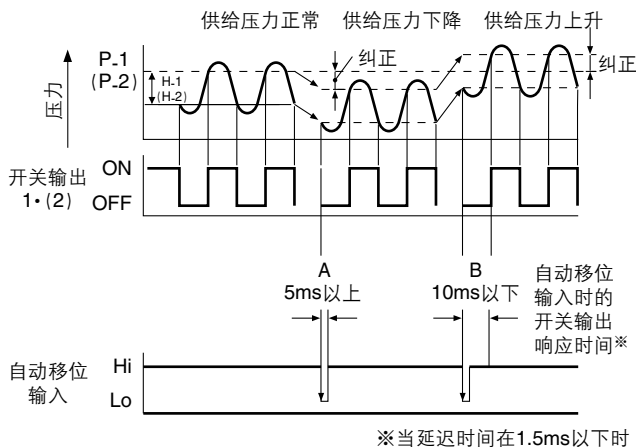 供给压力正常 供给压力下降 供给压力上升
P-1
(P-2)
H-1
(H-2)
纠正
纠正
压力
ON
开关输出
1•(2)
OFF
A
5ms以上
B
10ms以下
自动移位
输入时的
开关输出
响应时间※
自动移位
输入
Hi
Lo
※当延迟时间在1.5ms以下时